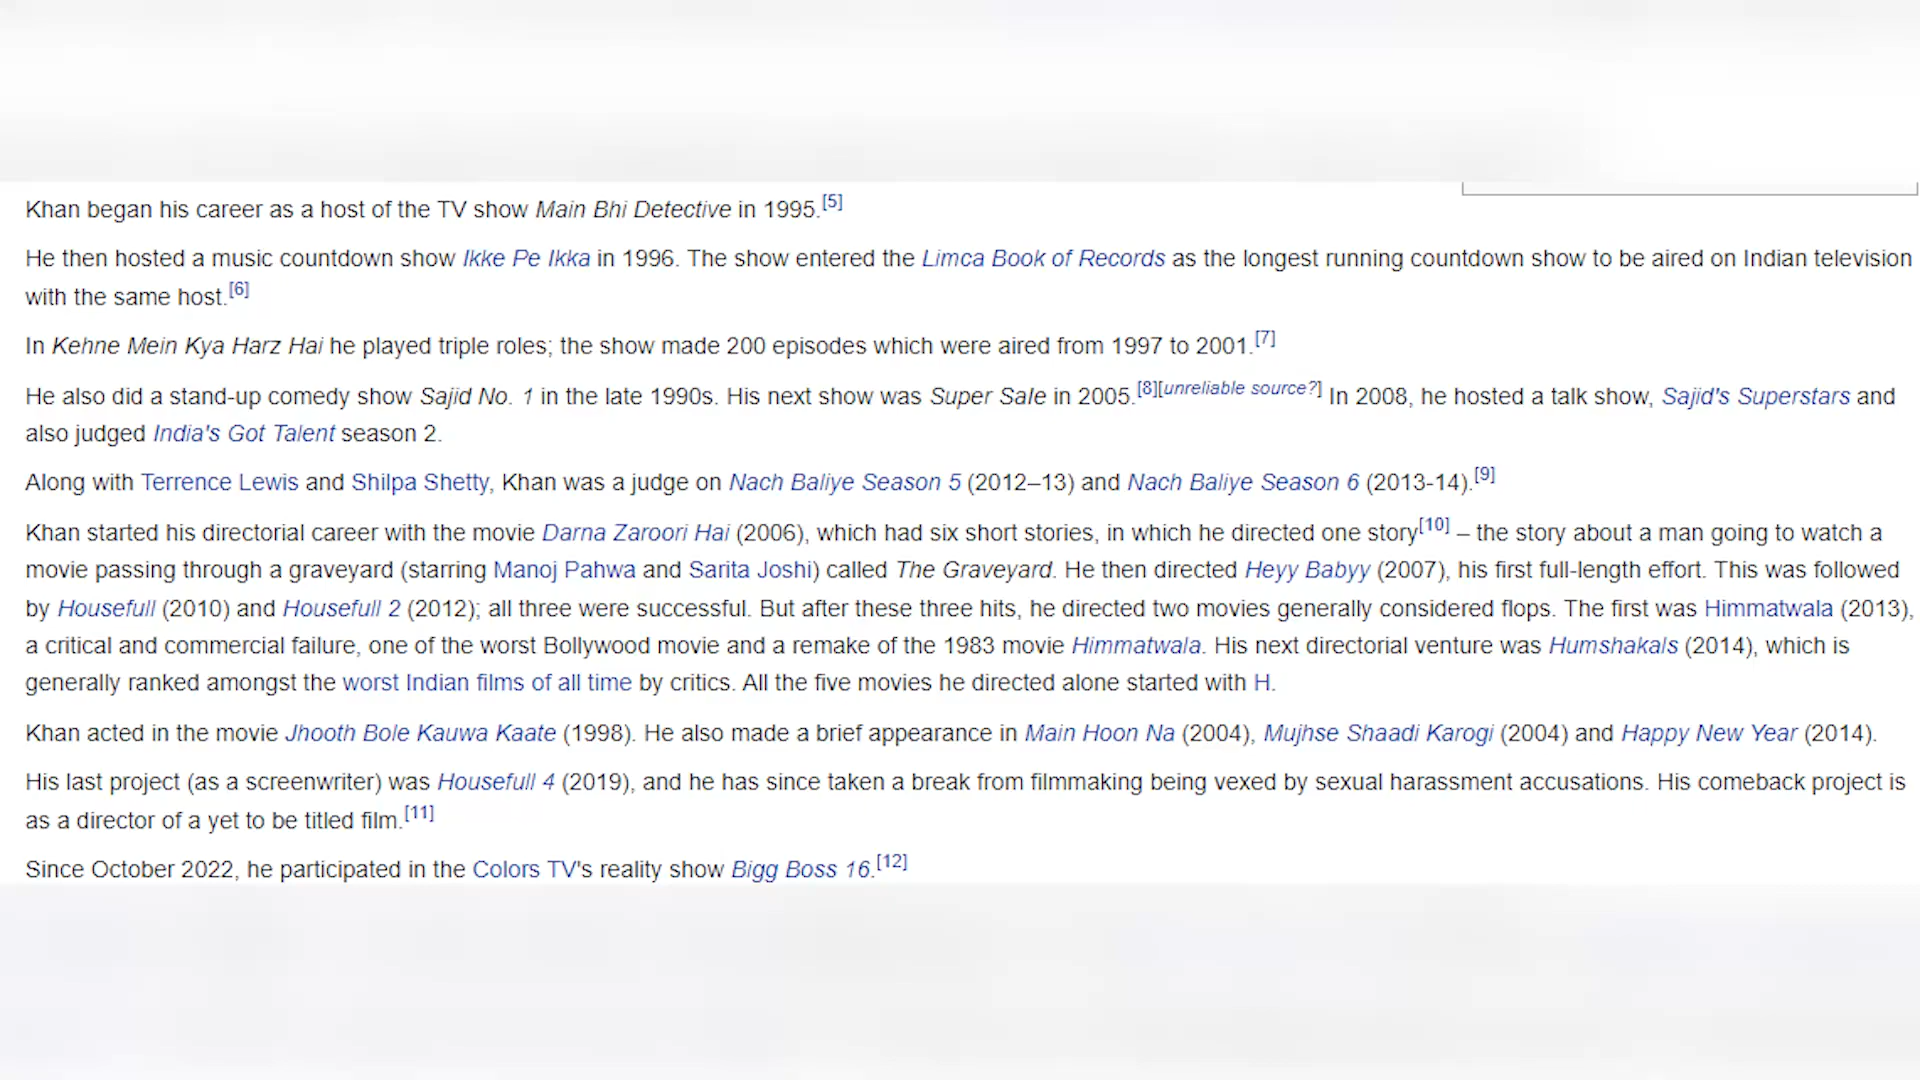 Khan began his career as a host of the TV show Main Bhi Detective in 1995.[5]
He then hosted a music countdown show Ikke Pe Ikka in 1996. The show entered the Limca Book of Records as the longest running countdown show to be aired on Indian television
with the same host.[6]
In Kehne Mein Kya Harz Hai he played triple roles; the show made 200 episodes which were aired from 1997 to 2001.[7]
He also did a stand-up comedy show Sajid No. 1 in the late 1990s. His next show was Super Sale in 2005.[8][unreliable source?] In 2008, he hosted a talk show, Sajid's Superstars and
also judged India's Got Talent season 2.
Along with Terrence Lewis and Shilpa Shetty, Khan was a judge on Nach Baliye Season 5 (2012–13) and Nach Baliye Season 6 (2013-14).[9]
Khan started his directorial career with the movie Darna Zaroori Hai (2006), which had six short stories, in which he directed one story[10] – the story about a man going to watch a
movie passing through a graveyard (starring Manoj Pahwa and Sarita Joshi) called The Graveyard. He then directed Heyy Babyy (2007), his first full-length effort. This was followed
by Housefull (2010) and Housefull 2 (2012); all three were successful. But after these three hits, he directed two movies generally considered flops. The first was Himmatwala (2013),
a critical and commercial failure, one of the worst Bollywood movie and a remake of the 1983 movie Himmatwala. His next directorial venture was Humshakals (2014), which is
generally ranked amongst the worst Indian films of all time by critics. All the five movies he directed alone started with H.
Khan acted in the movie Jhooth Bole Kauwa Kaate (1998). He also made a brief appearance in Main Hoon Na (2004), Mujhse Shaadi Karogi (2004) and Happy New Year (2014).
His last project (as a screenwriter) was Housefull 4 (2019), and he has since taken a break from filmmaking being vexed by sexual harassment accusations. His comeback project is
as a director of a yet to be titled film.[11]
Since October 2022, he participated in the Colors TV's reality show Bigg Boss 16.[12]